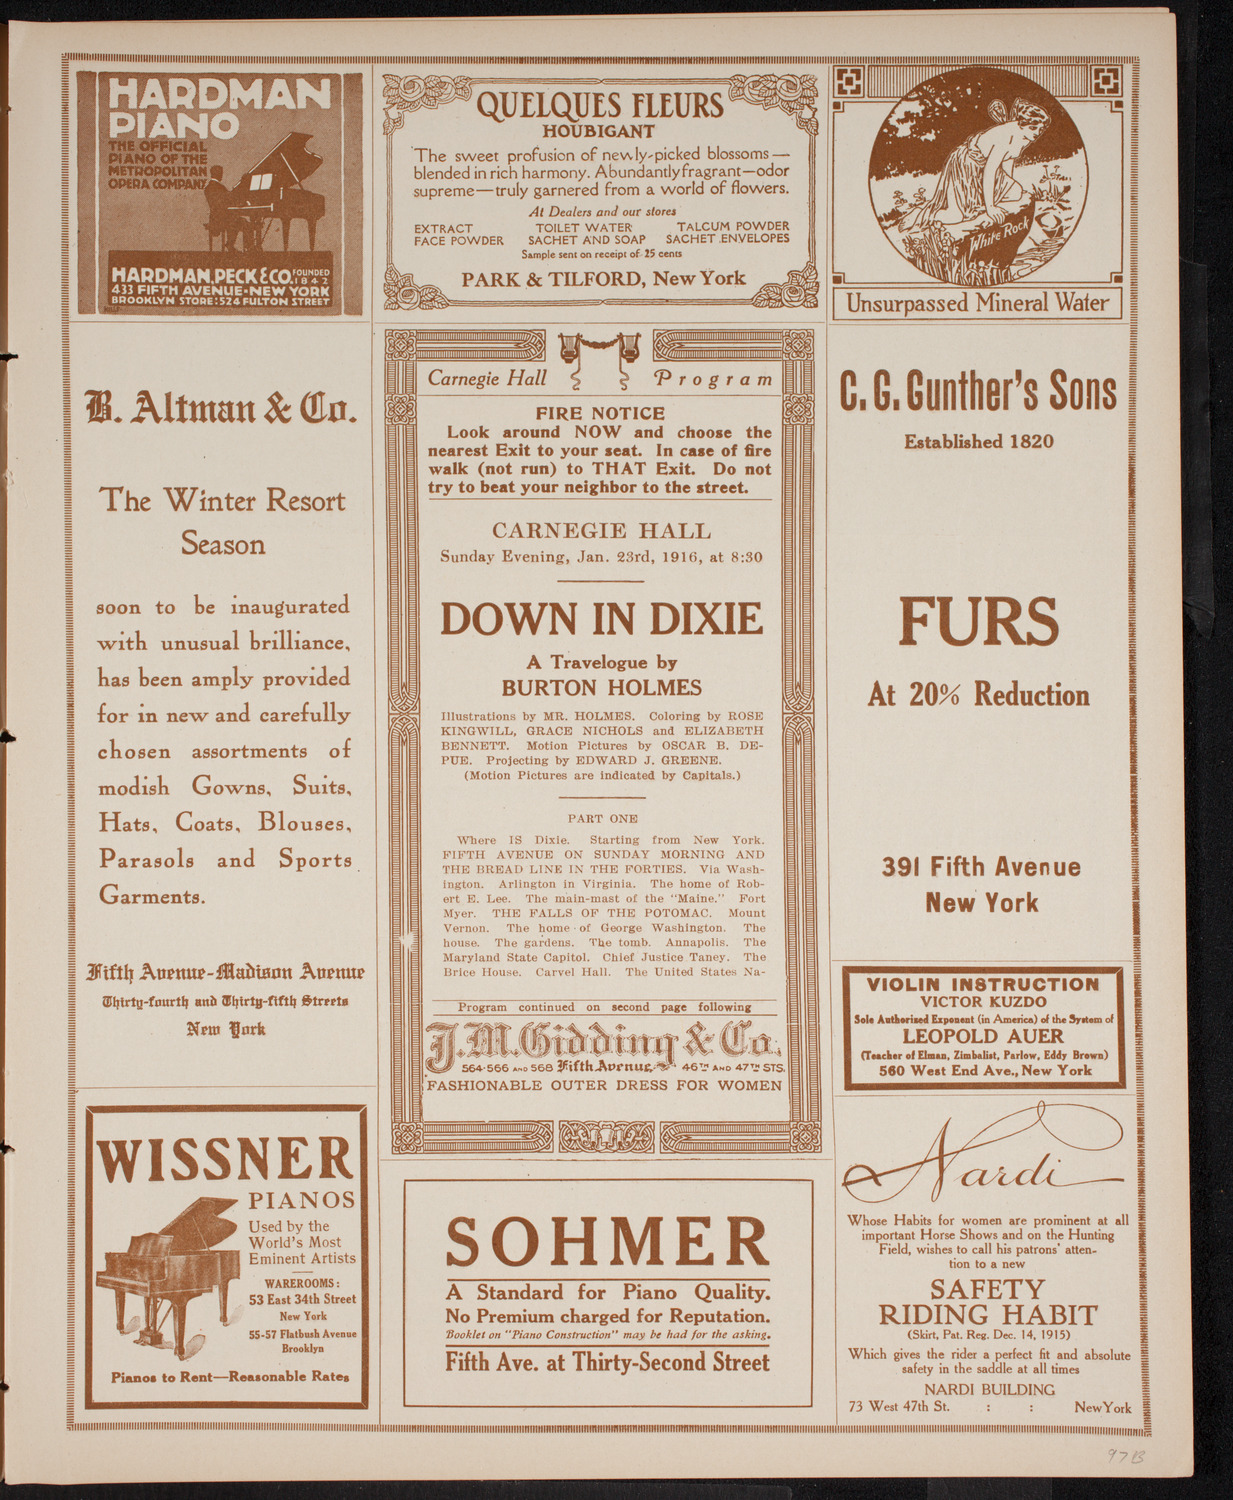 HARDMAN
PIANO
THE OFFICIAL
PIANO OF THE
METROPOLITAN
OPERA COMPANY
HARDMAN, PECK & CO. FOUNDED 1842
433 FIFTH AVENUE-NEW YORK
BROOKLYN STORE: 524 FULTON STREET
QUELQUES FLEURS
HOUBIGANT
The sweet profusion of newly-picked blossoms—
blended in rich harmony. Abundantly fragrant—odor
supreme—truly garnered from a world of flowers.
At Dealers and our stores
EXTRACT TOILET WATER TALCUM POWDER
FACE POWDER SACHET AND SOAP SACHET ENVELOPES
Sample sent on receipt of 25 cents
PARK & TILFORD, New York
White Rock
Unsurpassed Mineral Water
B. Altman & Co.
The Winter Resort
Season
soon to be inaugurated
with unusual brilliance,
has been amply provided
for in new and carefully
chosen assortments of
modish Gowns, Suits,
Hats, Coats, Blouses,
Parasols and Sports
Garments.
Fifth Avenue-Madison Avenue
Thirty-fourth and Thirty-fifth Streets
New York
WISSNER
PIANOS
Used by the
World's Most
Eminent Artists
WAREROOMS:
53 East 34th Street
New York
55-57 Flatbush Avenue
Brooklyn
Pianos to Rent—Reasonable Rates
Carnegie Hall Program
FIRE NOTICE
Look around NOW and choose the
nearest Exit to your seat. In case of fire
walk (not run) to THAT Exit. Do not
try to beat your neighbor to the street.
CARNEGIE HALL
Sunday Evening, Jan. 23rd, 1916, at 8:30
DOWN IN DIXIE
A Travelogue by
BURTON HOLMES
Illustrations by MR. HOLMES. Coloring by ROSE
KINGWILL, GRACE NICHOLS and ELIZABETH
BENNETT. Motion Pictures by OSCAR B. DE-
PUE. Projecting by EDWARD J. GREENE.
(Motion Pictures are indicated by Capitals.)
PART ONE
Where IS Dixie. Starting from New York.
FIFTH AVENUE ON SUNDAY MORNING AND
THE BREAD LINE IN THE FORTIES. Via Wash-
ington. Arlington in Virginia. The home of Rob-
ert E. Lee. The main-mast of the "Maine." Fort
Myer. THE FALLS OF THE POTOMAC. Mount
Vernon. The home of George Washington. The
house. The gardens. The tomb. Annapolis. The
Maryland State Capitol. Chief Justice Taney. The
Brice House. Carvel Hall. The United States Na-
Program continued on second page following
J. M. Gidding & Co.
564-566 AND 568 Fifth Avenue 46TH AND 47TH STS.
FASHIONABLE OUTER DRESS FOR WOMEN
SOHMER
A Standard for Piano Quality.
No Premium charged for Reputation.
Booklet on "Piano Construction" may be had for the asking.
Fifth Ave. at Thirty-Second Street
C. G. Gunther's Sons
Established 1820
FURS
At 20% Reduction
391 Fifth Avenue
New York
VIOLIN INSTRUCTION
VICTOR KUZDO
Sole Authorised Exponent (in America) of the System of
LEOPOLD AUER
(Teacher of Elman, Zimbalist, Parlow, Eddy Brown)
560 West End Ave., New York
Nardi
Whose Habits for women are prominent at all
important Horse Shows and on the Hunting
Field, wishes to call his patrons' atten-
tion to a new
SAFETY
RIDING HABIT
(Skirt, Pat. Reg. Dec. 14, 1915)
Which gives the rider a perfect fit and absolute
safety in the saddle at all times
NARDI BUILDING
73 West 47th St. : : New York
97B